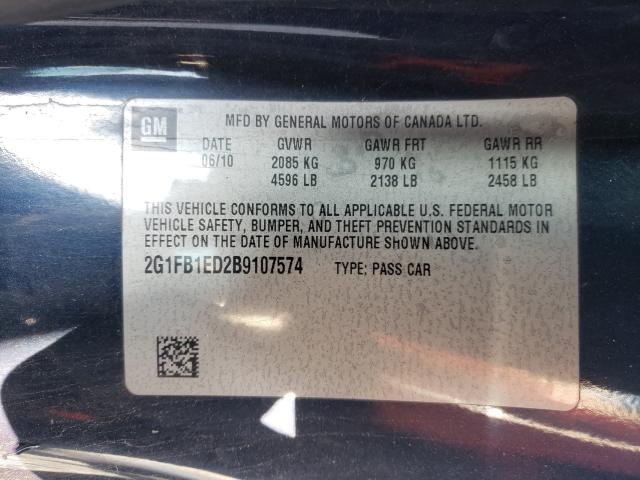 GM
MFD BY GENERAL MOTORS OF CANADA LTD.
DATE GVWR GAWR FRT GAWR RR
06/10 2085 KG 970 KG 1115 KG
4596 LB 2138 LB 2458 LB
THIS VEHICLE CONFORMS TO ALL APPLICABLE U.S. FEDERAL MOTOR
VEHICLE SAFETY, BUMPER, AND THEFT PREVENTION STANDARDS IN
EFFECT ON THE DATE OF MANUFACTURE SHOWN ABOVE.
2G1FB1ED2B9107574 TYPE: PASS CAR